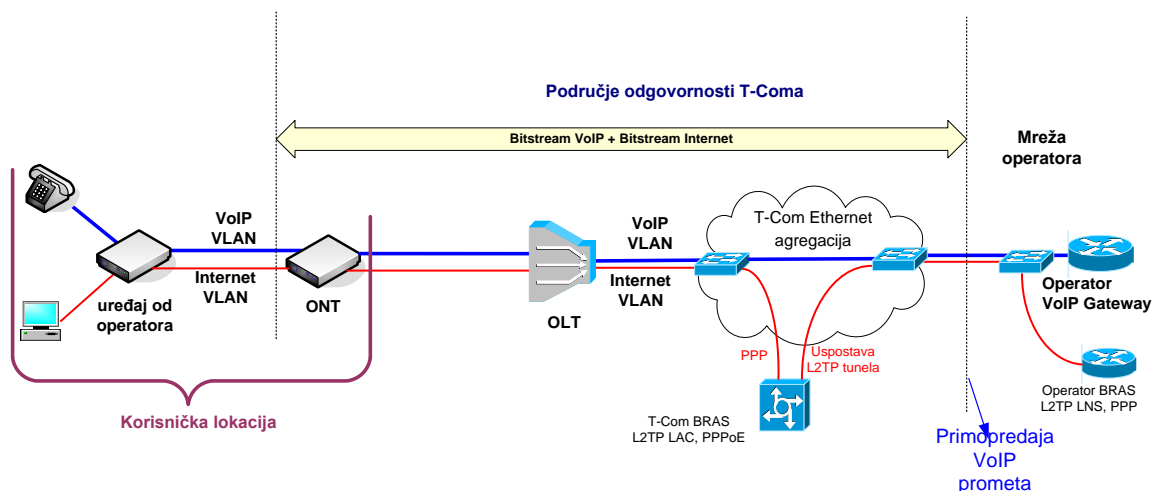 Područje odgovornosti T-Coma
Bitstream VoIP + Bitstream Internet
Mreža
operatora
VoIP
VLAN
Internet
VLAN
uređaj od
operatora
ONT
OLT
VoIP
VLAN
Internet
VLAN
T-Com Ethernet
agregacija
Operator
VoIP Gateway
PPP
Uspostava
L2TP tunela
T-Com BRAS
L2TP LAC, PPPoE
Operator BRAS
L2TP LNS, PPP
Korisnička lokacija
Primopredaja
VoIP
prometa